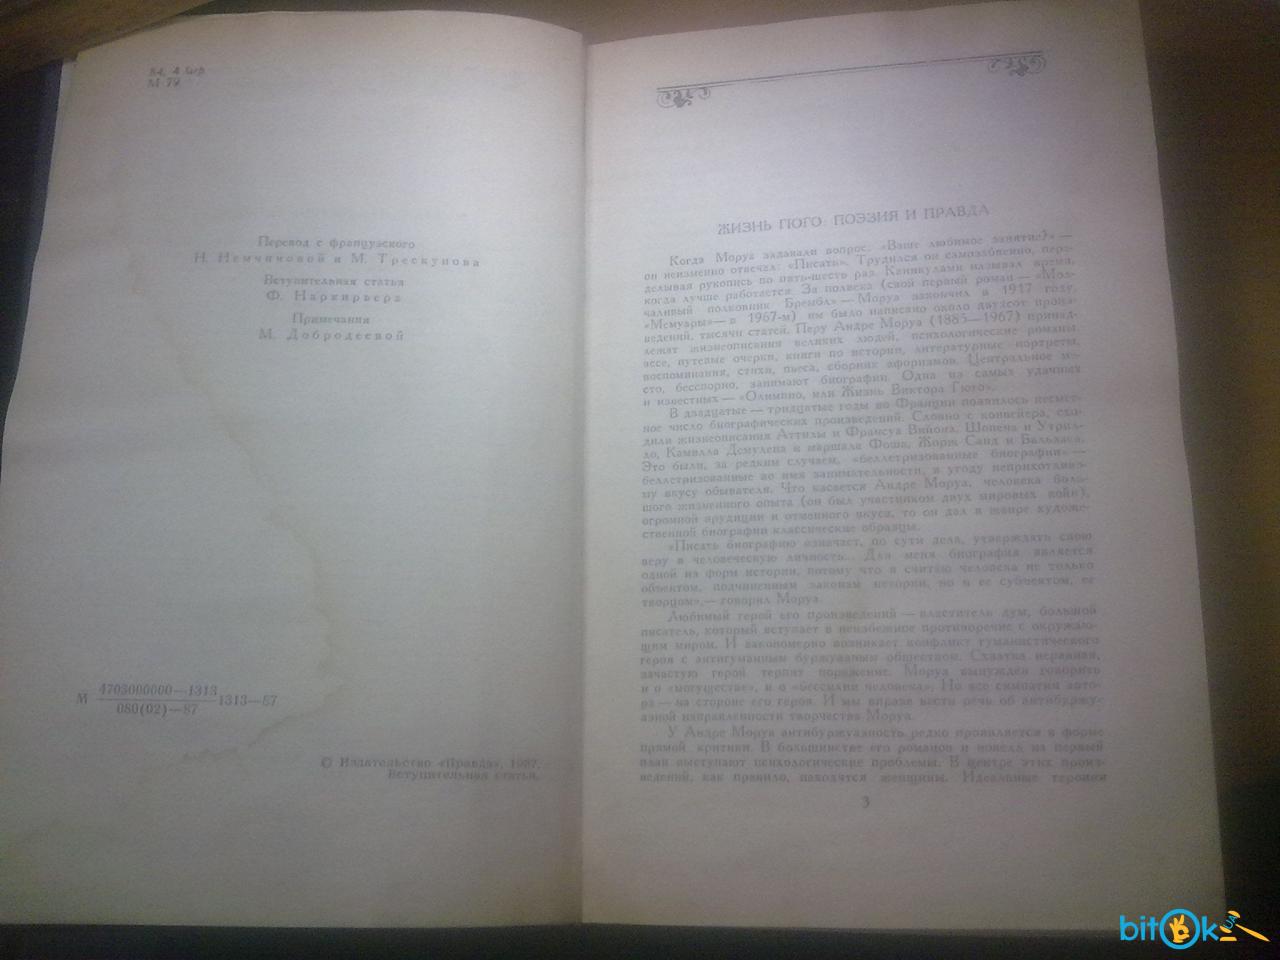 84. 4 Фр
М 79
Перевод с французского
Н. Немчиновой и М. Трескунова
Вступительная статья
Ф. Наркирьера
Примечания
М. Добродеевой
М 4703000000—1313
080(02)—87
1313—87
© Издательство «Правда», 1987.
Вступительная статья.
ЖИЗНЬ ГЮГО: ПОЭЗИЯ И ПРАВДА
Когда Моруа задавали вопрос: «Ваше любимое занятие?» —
он неизменно отвечал: «Писать». Трудился он самозабвенно, пере-
делывая рукопись по пять-шесть раз. Каникулами называл время,
когда лучше работается. За полвека (свой первый роман — «Мол-
чаливый полковник Брембл» — Моруа закончил в 1917 году,
«Мемуары» — в 1967-м) им было написано около двухсот произ-
ведений, тысячи статей. Перу Андре Моруа (1885—1967) принад-
лежат жизнеописания великих людей, психологические романы,
эссе, путевые очерки, книги по истории, литературные портреты,
воспоминания, стихи, пьеса, сборник афоризмов. Центральное ме-
сто, бесспорно, занимают биографии. Одна из самых удачных
и известных — «Олимпио, или Жизнь Виктора Гюго».
В двадцатые — тридцатые годы во Франции появилось несмет-
ное число биографических произведений. Словно с конвейера, схо-
дили жизнеописания Аттилы и Франсуа Вийона, Шопена и Утрил-
ло, Камилла Демулена и маршала Фоша, Жорж Санд и Бальзака.
Это были, за редким случаем, «беллетризованные биографии» —
беллетризованные во имя занимательности, в угоду неприхотливо-
му вкусу обывателя. Что касается Андре Моруа, человека боль-
шого жизненного опыта (он был участником двух мировых войн),
огромной эрудиции и отменного вкуса, то он дал в жанре художе-
ственной биографии классические образцы.
«Писать биографию означает, по сути дела, утверждать свою
веру в человеческую личность... Для меня биография является
одной из форм истории, потому что я считаю человека не только
объектом, подчиненным законам истории, но и ее субъектом, ее
творцом», — говорил Моруа.
Любимый герой его произведений — властитель дум, большой
писатель, который вступает в неизбежное противоречие с окружаю-
щим миром. И закономерно возникает конфликт гуманистического
героя с антигуманным буржуазным обществом. Схватка неравная,
зачастую герой терпит поражение. Моруа вынужден говорить
и о «могуществе», и о «бессилии человека». Но все симпатии авто-
ра — на стороне его героя. И мы вправе вести речь об антибуржу-
азной направленности творчества Моруа.
У Андре Моруа антибуржуазность редко проявляется в форме
прямой критики. В большинстве его романов и новелл на первый
план выступают психологические проблемы. В центре этих произ-
ведений, как правило, находятся женщины. Идеальные героини
3
bitOk UA